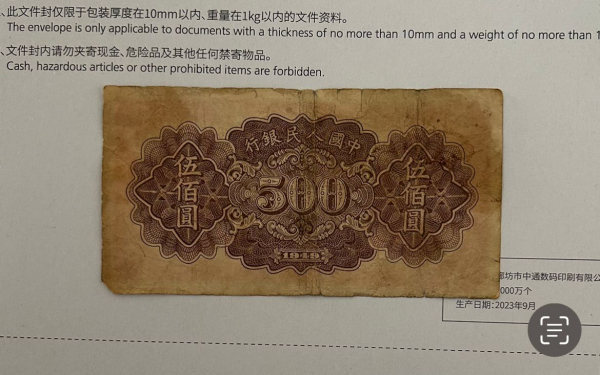 、此文件封仅限于包装厚度在10mm以内、重量在1kg以内的文件资料。
The envelope is only applicable to documents with a thickness of no more than 10mm and a weight of no more than 1
、文件封内请勿夹寄现金、危险品及其他任何禁寄物品。
Cash, hazardous articles or other prohibited items are forbidden.
行銀民人國中
伍佰圓
500
伍佰圓
1949
廊坊市中通数码印刷有限公
000万个
生产日期:2023年9月